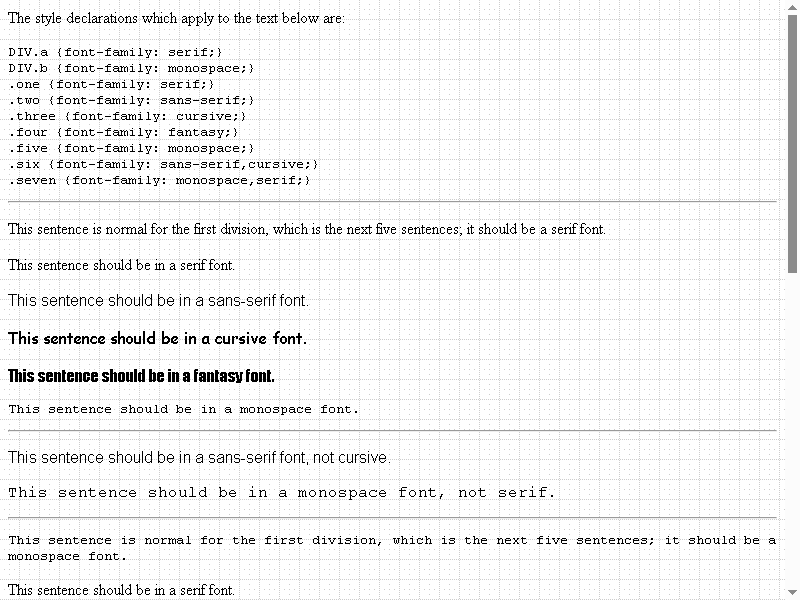 The style declarations which apply to the text below are:
DIV.a {font-family: serif;}
DIV.b {font-family: monospace;}
.one {font-family: serif;}
.two {font-family: sans-serif;}
.three {font-family: cursive;}
.four {font-family: fantasy;}
.five {font-family: monospace;}
.six {font-family: sans-serif,cursive;}
.seven {font-family: monospace,serif;}
This sentence is normal for the first division, which is the next five sentences; it should be a serif font.
This sentence should be in a serif font.
This sentence should be in a sans-serif font.
This sentence should be in a cursive font.
This sentence should be in a fantasy font.
This sentence should be in a monospace font.
This sentence should be in a sans-serif font, not cursive.
This sentence should be in a monospace font, not serif.
This sentence is normal for the first division, which is the next five sentences; it should be a
monospace font.
This sentence should be in a serif font.